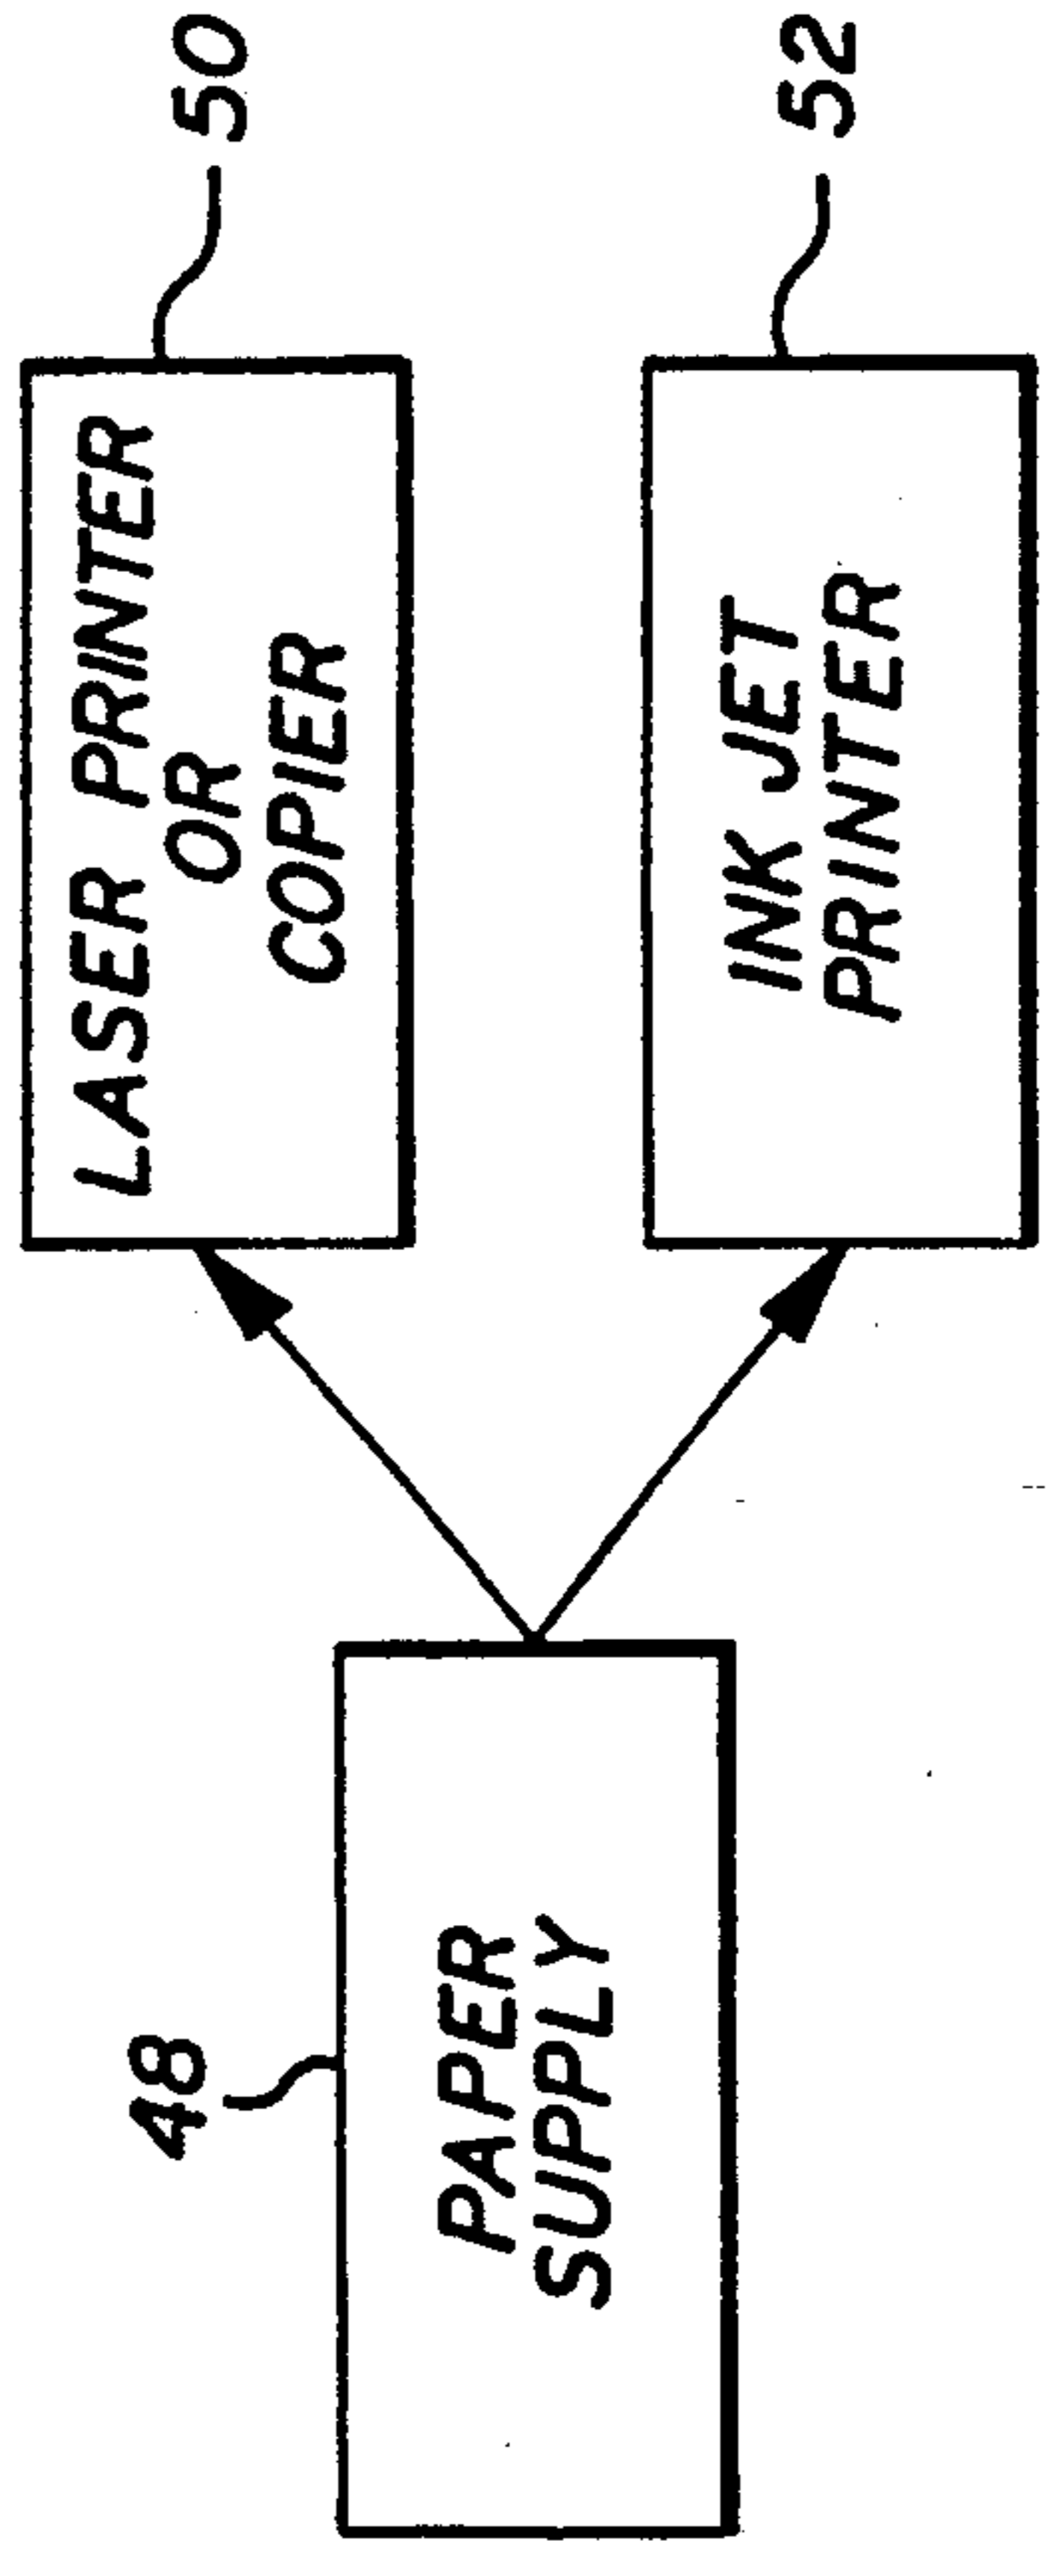 48
PAPER
SUPPLY
LASER PRINTER
OR
COPIER
50
INK JET
PRINTER
52